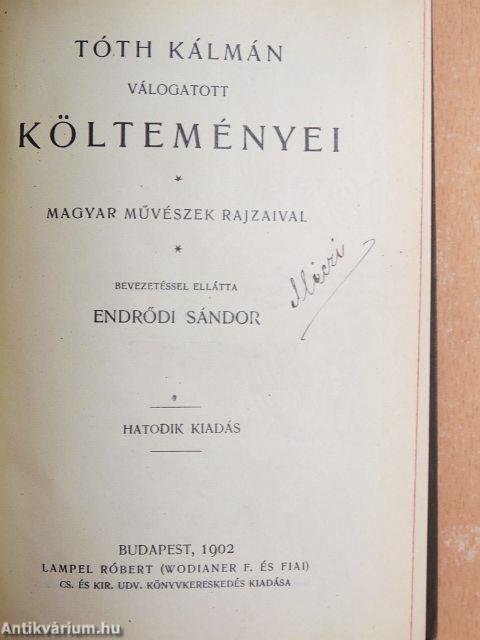 TÓTH KÁLMÁN
VÁLOGATOTT
KÖLTEMÉNYEI
*
MAGYAR MŰVÉSZEK RAJZAIVAL
*
BEVEZETÉSSEL ELLÁTTA
ENDRŐDI SÁNDOR
HATODIK KIADÁS
BUDAPEST, 1902
LAMPEL RÓBERT (WODIANER F. ÉS FIAI)
CS. ÉS KIR. UDV. KÖNYVKERESKEDÉS KIADÁSA
Antikvárium.hu